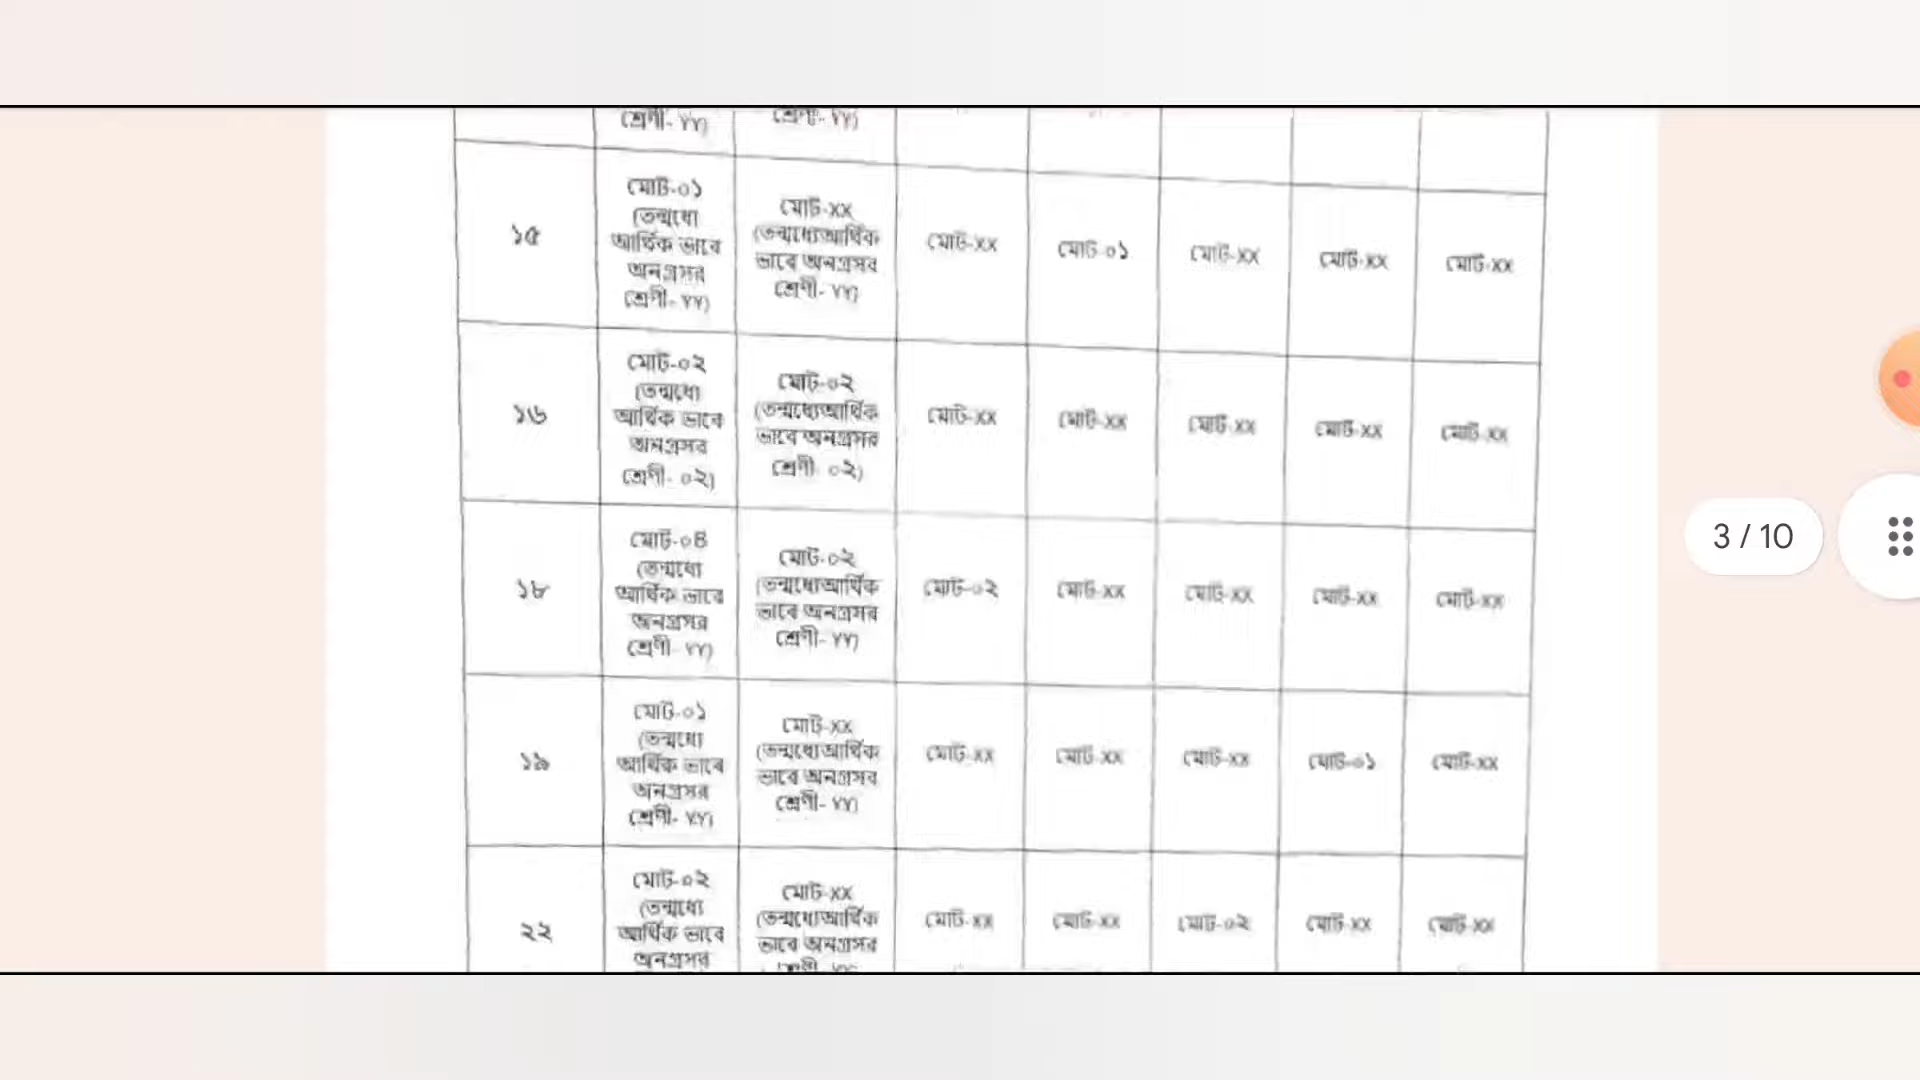 শ্রেণী- YY)
শ্রেণী- YY)
১৫
মোট-০১
(তন্মধ্যে
আর্থিক ভাবে
অনগ্রসর
শ্রেণী- YY)
মোট-XX
(তন্মধ্যেআর্থিক
ভাবে অনগ্রসর
শ্রেণী- YY)
মোট-XX
মোট-০১
মোট-XX
মোট-XX
মোট-XX
১৬
মোট-০২
(তন্মধ্যে
আর্থিক ভাবে
অনগ্রসর
শ্রেণী- ০২)
মোট-০২
(তন্মধ্যেআর্থিক
ভাবে অনগ্রসর
শ্রেণী- ০২)
মোট-XX
মোট-XX
মোট-XX
মোট-XX
মোট-XX
১৮
মোট-০৪
(তন্মধ্যে
আর্থিক ভাবে
অনগ্রসর
শ্রেণী- YY)
মোট-০২
(তন্মধ্যেআর্থিক
ভাবে অনগ্রসর
শ্রেণী- YY)
মোট-০২
মোট-XX
মোট-XX
মোট-XX
মোট-XX
১৯
মোট-০১
(তন্মধ্যে
আর্থিক ভাবে
অনগ্রসর
শ্রেণী- YY)
মোট-XX
(তন্মধ্যেআর্থিক
ভাবে অনগ্রসর
শ্রেণী- YY)
মোট-XX
মোট-XX
মোট-XX
মোট-০১
মোট-XX
২২
মোট-০২
(তন্মধ্যে
আর্থিক ভাবে
অনগ্রসর
মোট-XX
(তন্মধ্যেআর্থিক
ভাবে অনগ্রসর
মোট-XX
মোট-XX
মোট-০২
মোট-XX
মোট-XX
3 / 10